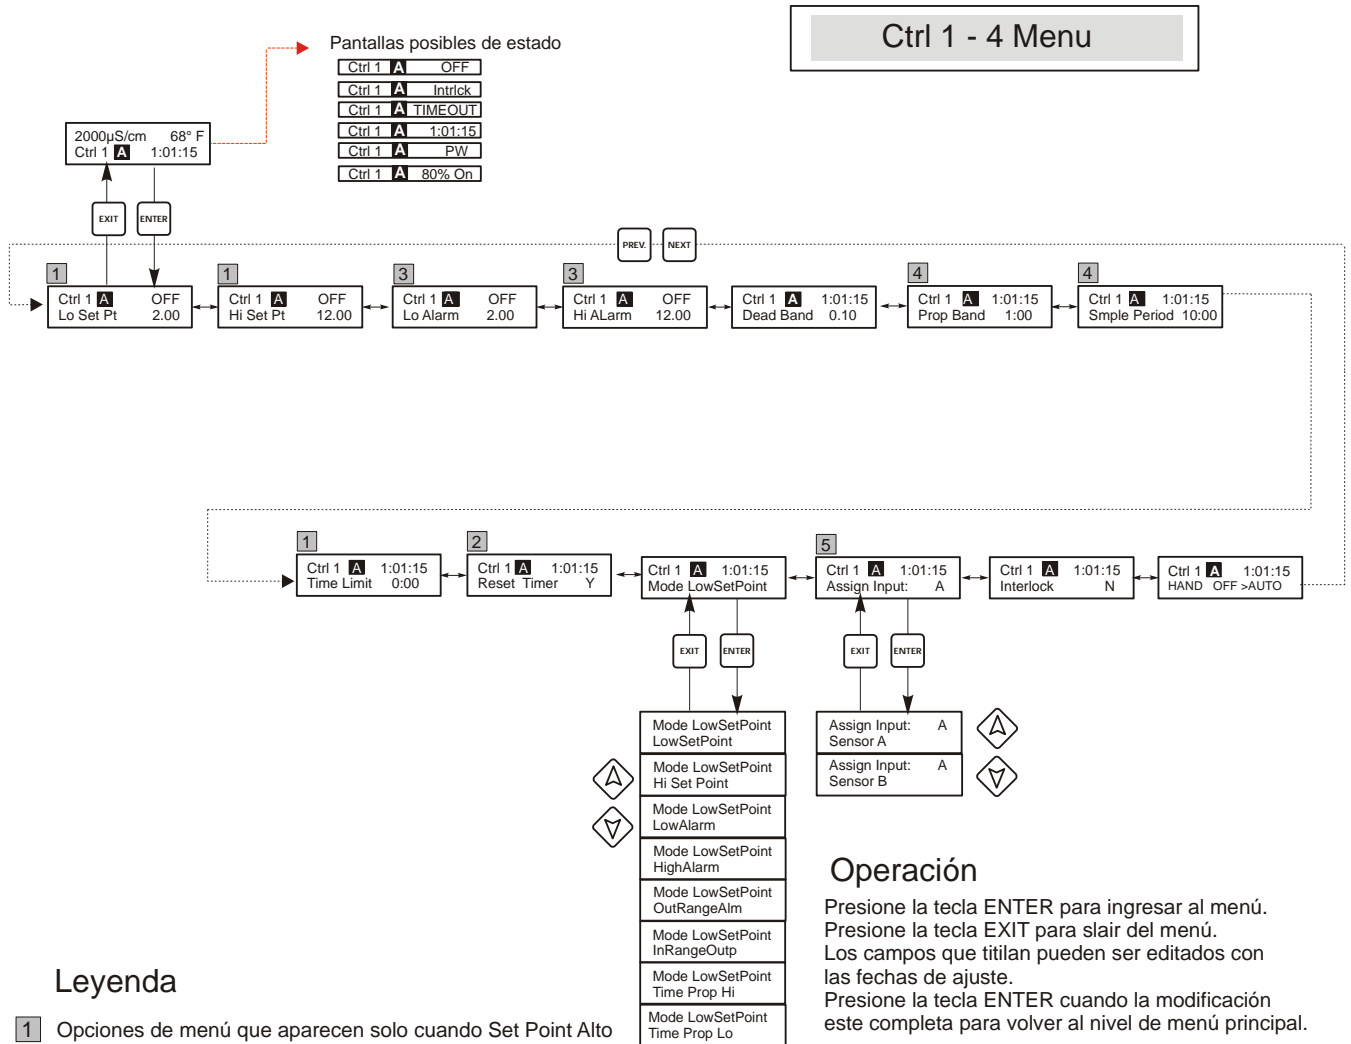 Ctrl 1 - 4 Menu
Pantallas posibles de estado
Ctrl 1 A OFF
Ctrl 1 A Intrlck
Ctrl 1 A TIMEOUT
Ctrl 1 A 1:01:15
Ctrl 1 A PW
Ctrl 1 A 80% On
2000µS/cm 68° F
Ctrl 1 A 1:01:15
EXIT
ENTER
PREV.
NEXT
1
Ctrl 1 A OFF
Lo Set Pt 2.00
1
Ctrl 1 A OFF
Hi Set Pt 12.00
3
Ctrl 1 A OFF
Lo Alarm 2.00
3
Ctrl 1 A OFF
Hi ALarm 12.00
Ctrl 1 A 1:01:15
Dead Band 0.10
4
Ctrl 1 A 1:01:15
Prop Band 1:00
4
Ctrl 1 A 1:01:15
Smple Period 10:00
1
Ctrl 1 A 1:01:15
Time Limit 0:00
2
Ctrl 1 A 1:01:15
Reset Timer Y
Ctrl 1 A 1:01:15
Mode LowSetPoint
5
Ctrl 1 A 1:01:15
Assign Input: A
Ctrl 1 A 1:01:15
Interlock N
Ctrl 1 A 1:01:15
HAND OFF >AUTO
EXIT
ENTER
EXIT
ENTER
Mode LowSetPoint
LowSetPoint
Mode LowSetPoint
Hi Set Point
Mode LowSetPoint
LowAlarm
Mode LowSetPoint
HighAlarm
Mode LowSetPoint
OutRangeAlm
Mode LowSetPoint
InRangeOutp
Mode LowSetPoint
Time Prop Hi
Mode LowSetPoint
Time Prop Lo
Assign Input: A
Sensor A
Assign Input: A
Sensor B
Operación
Presione la tecla ENTER para ingresar al menú.
Presione la tecla EXIT para slair del menú.
Los campos que titilan pueden ser editados con
las fechas de ajuste.
Presione la tecla ENTER cuando la modificación
este completa para volver al nivel de menú principal.
Leyenda
1 Opciones de menú que aparecen solo cuando Set Point Alto